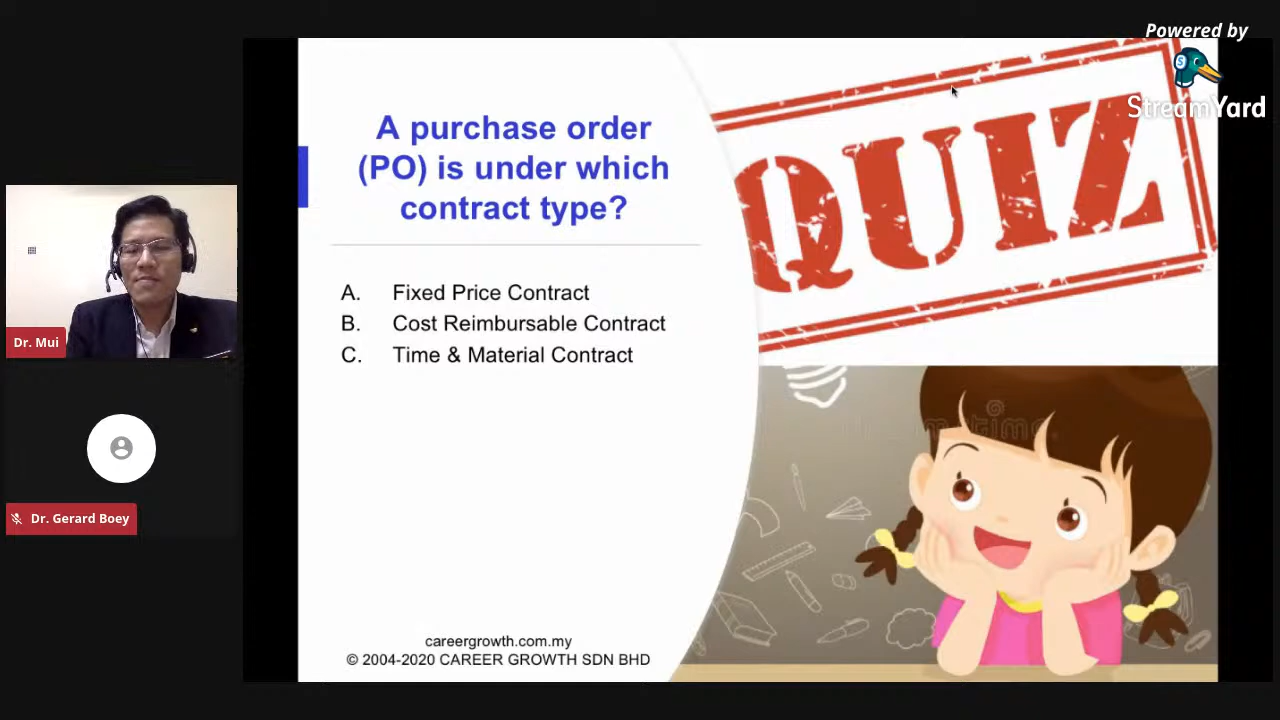 Powered by
StreamYard
A purchase order
(PO) is under which
contract type?
A. Fixed Price Contract
B. Cost Reimbursable Contract
C. Time & Material Contract
QUIZ
Dr. Mui
Dr. Gerard Boey
careergrowth.com.my
© 2004-2020 CAREER GROWTH SDN BHD